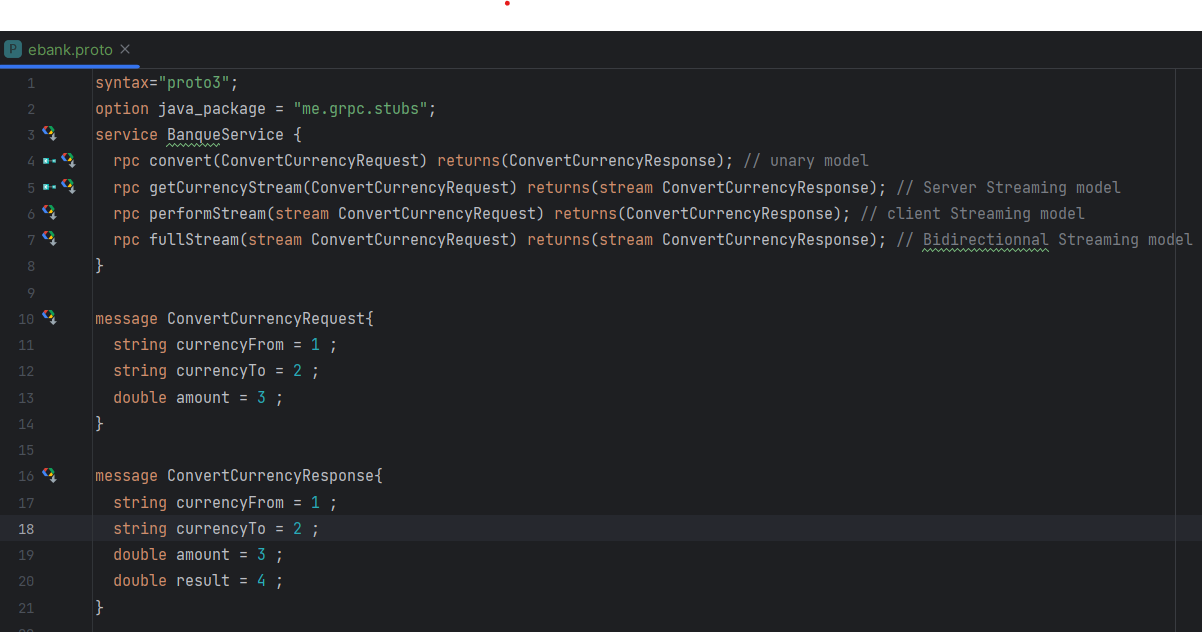 P ebank.proto ×
1 syntax="proto3";
2 option java_package = "me.grpc.stubs";
3 service BanqueService {
4 rpc convert(ConvertCurrencyRequest) returns(ConvertCurrencyResponse); // unary model
5 rpc getCurrencyStream(ConvertCurrencyRequest) returns(stream ConvertCurrencyResponse); // Server Streaming model
6 rpc performStream(stream ConvertCurrencyRequest) returns(ConvertCurrencyResponse); // client Streaming model
7 rpc fullStream(stream ConvertCurrencyRequest) returns(stream ConvertCurrencyResponse); // Bidirectionnal Streaming model
8 }
9
10 message ConvertCurrencyRequest{
11 string currencyFrom = 1 ;
12 string currencyTo = 2 ;
13 double amount = 3 ;
14 }
15
16 message ConvertCurrencyResponse{
17 string currencyFrom = 1 ;
18 string currencyTo = 2 ;
19 double amount = 3 ;
20 double result = 4 ;
21 }